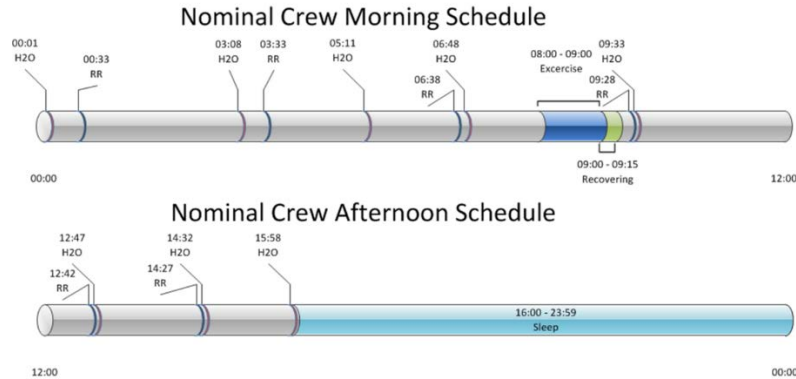 Nominal Crew Morning Schedule
00:01
H2O
00:33
RR
03:08
H2O
03:33
RR
05:11
H2O
06:48
H2O
06:38
RR
08:00 - 09:00
Excercise
09:33
H2O
09:28
RR
09:00 - 09:15
Recovering
00:00
12:00
Nominal Crew Afternoon Schedule
12:47
H2O
12:42
RR
14:32
H2O
14:27
RR
15:58
H2O
16:00 - 23:59
Sleep
12:00
00:00